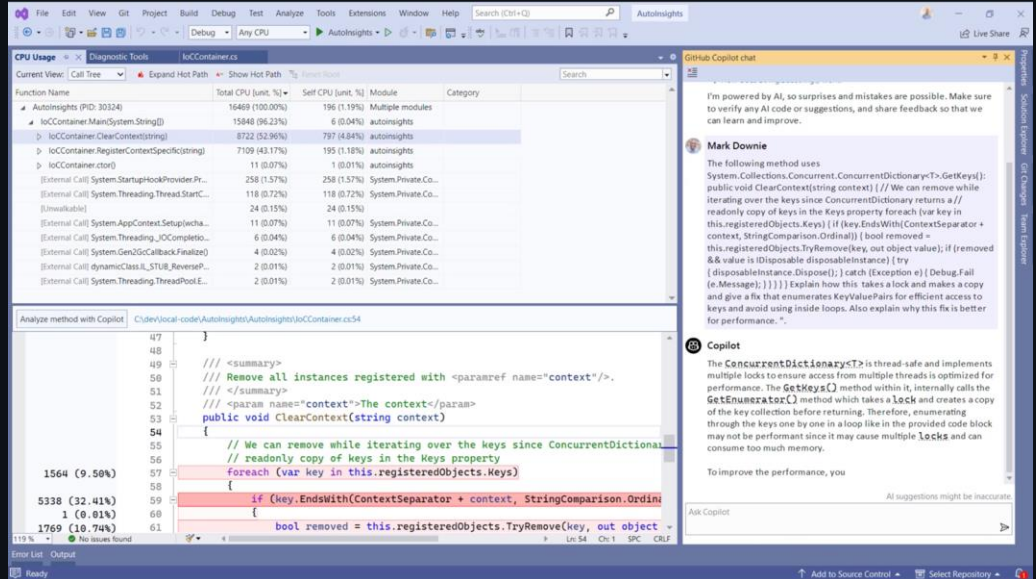 File Edit View Git Project Build Debug Test Analyze Tools Extensions Window Help Search (Ctrl+Q) AutoInsights
Debug Any CPU AutoInsights Live Share
CPU Usage Diagnostic Tools IoCContainer.cs
Current View: Call Tree Expand Hot Path Show Hot Path Reset Root Search
Function Name Total CPU [unit, %] Self CPU [unit, %] Module Category
AutoInsights (PID: 30324) 16469 (100.00%) 196 (1.19%) Multiple modules
IoCContainer.Main(System.String[]) 15848 (96.23%) 6 (0.04%) autoinsights
IoCContainer.ClearContext(string) 8722 (52.96%) 797 (4.84%) autoinsights
IoCContainer.RegisterContextSpecific(string) 7109 (43.17%) 195 (1.18%) autoinsights
IoCContainer.ctor() 11 (0.07%) 1 (0.01%) autoinsights
[External Call] System.StartupHookProvider.Pr... 258 (1.57%) 258 (1.57%) System.Private.Co...
[External Call] System.Threading.Thread.StartC... 118 (0.72%) 118 (0.72%) System.Private.Co...
[Unwalkable] 24 (0.15%) 24 (0.15%)
[External Call] System.AppContext.Setup(wcha... 11 (0.07%) 11 (0.07%) System.Private.Co...
[External Call] System.Threading._IOCompletio... 6 (0.04%) 6 (0.04%) System.Private.Co...
[External Call] System.Gen2GcCallback.Finalize() 4 (0.02%) 4 (0.02%) System.Private.Co...
[External Call] dynamicClass.IL_STUB_ReverseP... 2 (0.01%) 2 (0.01%) System.Private.Co...
[External Call] System.Threading.ThreadPool.E... 2 (0.01%) 2 (0.01%) System.Private.Co...
Analyze method with Copilot C:\dev\local-code\AutoInsights\AutoInsights\IoCContainer.cs:54
47 }
48
49 /// <summary>
50 /// Remove all instances registered with <paramref name="context"/>.
51 /// </summary>
52 /// <param name="context">The context</param>
53 public void ClearContext(string context)
54 {
55 // We can remove while iterating over the keys since ConcurrentDictiona
56 // readonly copy of keys in the Keys property
1564 (9.50%) 57 foreach (var key in this.registeredObjects.Keys)
58 {
5338 (32.41%) 59 if (key.EndsWith(ContextSeparator + context, StringComparison.Ordina
1 (0.01%) 60 {
1769 (10.74%) 61 bool removed = this.registeredObjects.TryRemove(key, out object
119 % No issues found Ln: 54 Ch: 1 SPC CRLF
Error List Output
Ready Add to Source Control Select Repository
GitHub Copilot chat
I'm powered by AI, so surprises and mistakes are possible. Make sure
to verify any AI code or suggestions, and share feedback so that we
can learn and improve.
Mark Downie
The following method uses
System.Collections.Concurrent.ConcurrentDictionary<T>.GetKeys():
public void ClearContext(string context) { // We can remove while
iterating over the keys since ConcurrentDictionary returns a //
readonly copy of keys in the Keys property foreach (var key in
this.registeredObjects.Keys) { if (key.EndsWith(ContextSeparator +
context, StringComparison.Ordinal)) { bool removed =
this.registeredObjects.TryRemove(key, out object value); if (removed
&& value is IDisposable disposableInstance) { try
{ disposableInstance.Dispose(); } catch (Exception e) { Debug.Fail
(e.Message); } } } } } Explain how this takes a lock and makes a copy
and give a fix that enumerates KeyValuePairs for efficient access to
keys and avoid using inside loops. Also explain why this fix is better
for performance. ".
Copilot
The ConcurrentDictionary<T> is thread-safe and implements
multiple locks to ensure access from multiple threads is optimized for
performance. The GetKeys() method within it, internally calls the
GetEnumerator() method which takes a lock and creates a copy
of the key collection before returning. Therefore, enumerating
through the keys one by one in a loop like in the provided code block
may not be performant since it may cause multiple locks and can
consume too much memory.
To improve the performance, you
AI suggestions might be inaccurate.
Ask Copilot
Properties Solution Explorer Git Changes Team Explorer